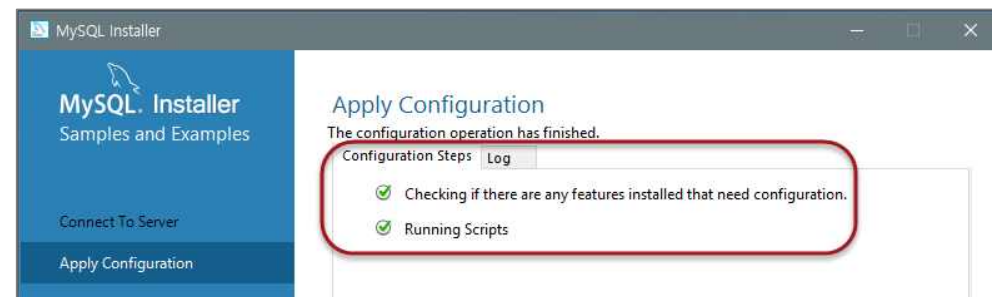 MySQL Installer
MySQL. Installer
Samples and Examples
Connect To Server
Apply Configuration
Apply Configuration
The configuration operation has finished.
Configuration Steps Log
Checking if there are any features installed that need configuration.
Running Scripts